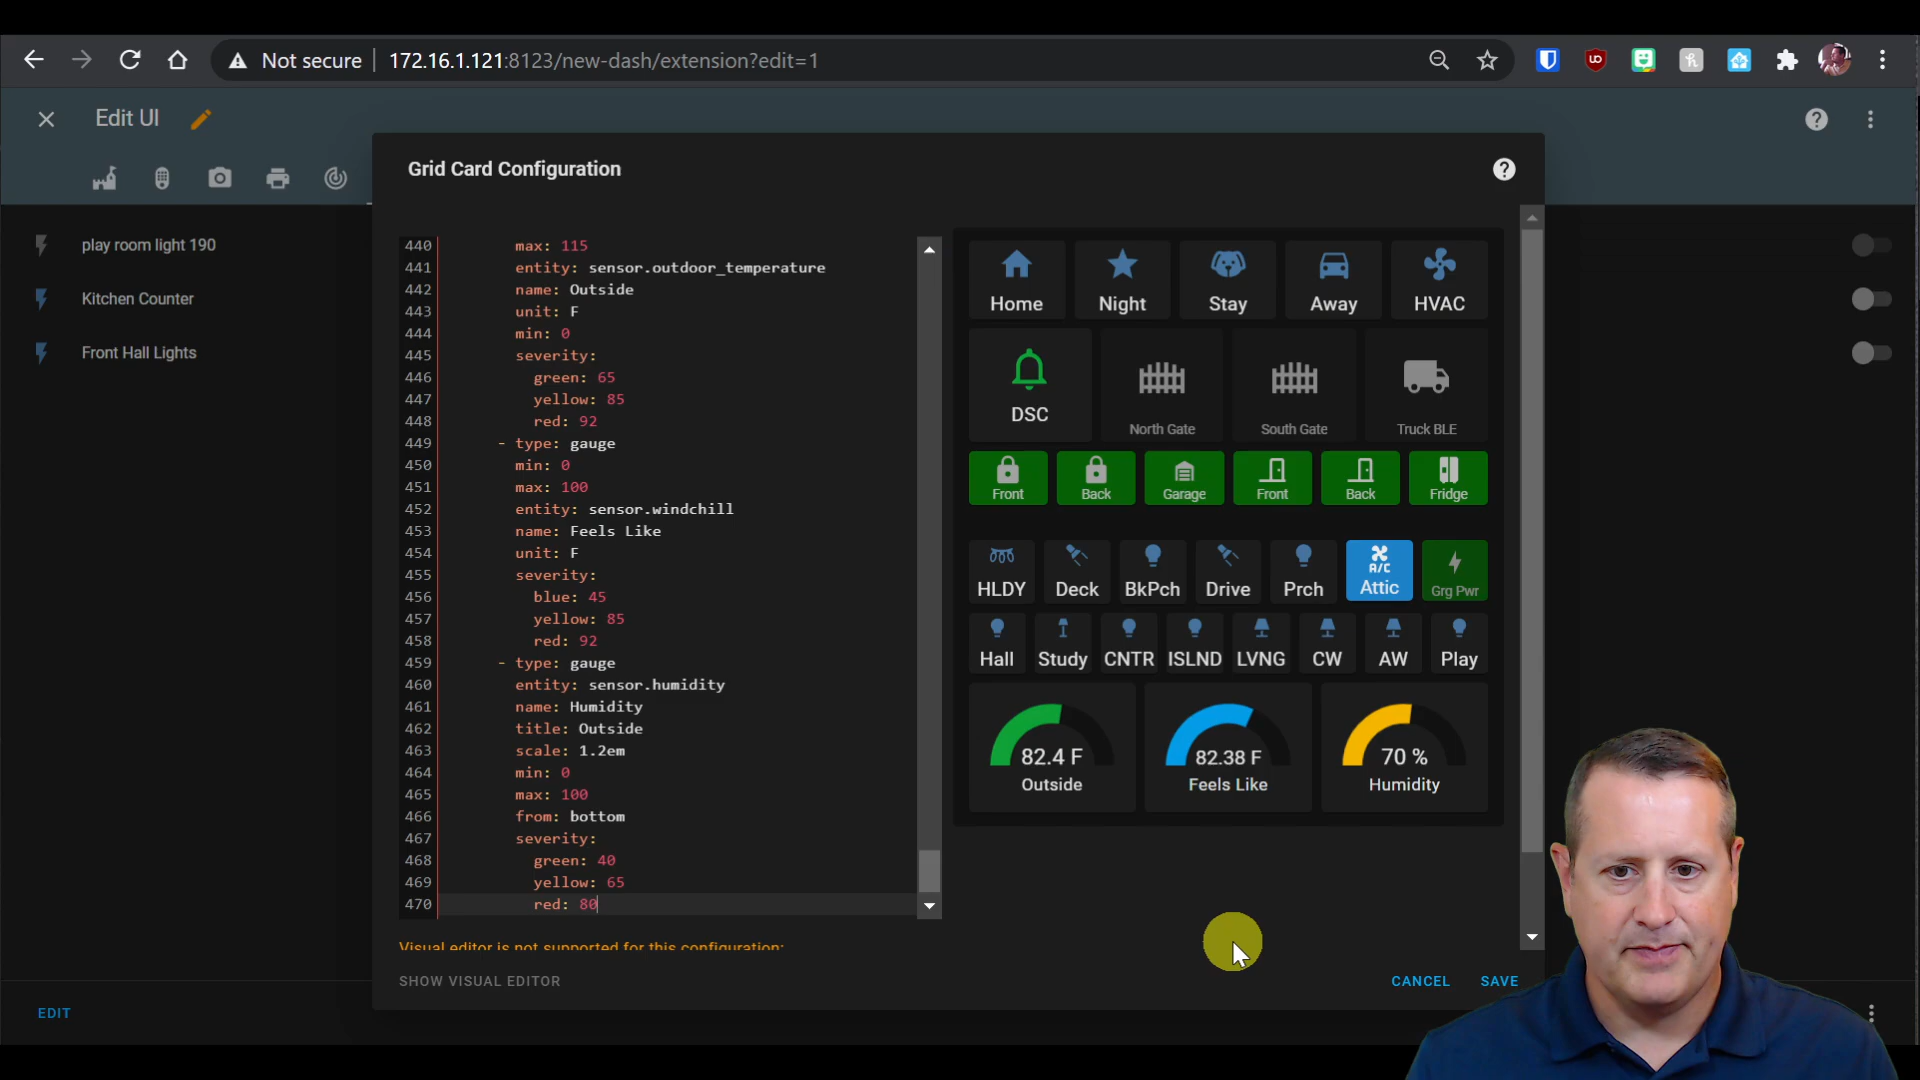 Not secure
172.16.1.121:8123/new-dash/extension?edit=1
Edit UI
play room light 190
Kitchen Counter
Front Hall Lights
EDIT
Grid Card Configuration
440 max: 115
441 entity: sensor.outdoor_temperature
442 name: Outside
443 unit: F
444 min: 0
445 severity:
446 green: 65
447 yellow: 85
448 red: 92
449 - type: gauge
450 min: 0
451 max: 100
452 entity: sensor.windchill
453 name: Feels Like
454 unit: F
455 severity:
456 blue: 45
457 yellow: 85
458 red: 92
459 - type: gauge
460 entity: sensor.humidity
461 name: Humidity
462 title: Outside
463 scale: 1.2em
464 min: 0
465 max: 100
466 from: bottom
467 severity:
468 green: 40
469 yellow: 65
470 red: 80
Visual editor is not supported for this configuration:
SHOW VISUAL EDITOR
Home Night Stay Away HVAC
DSC North Gate South Gate Truck BLE
Front Back Garage Front Back Fridge
A/C
HLDY Deck BkPch Drive Prch Attic Grg Pwr
Hall Study CNTR ISLND LVNG CW AW Play
82.4 F 82.38 F 70 %
Outside Feels Like Humidity
CANCEL SAVE